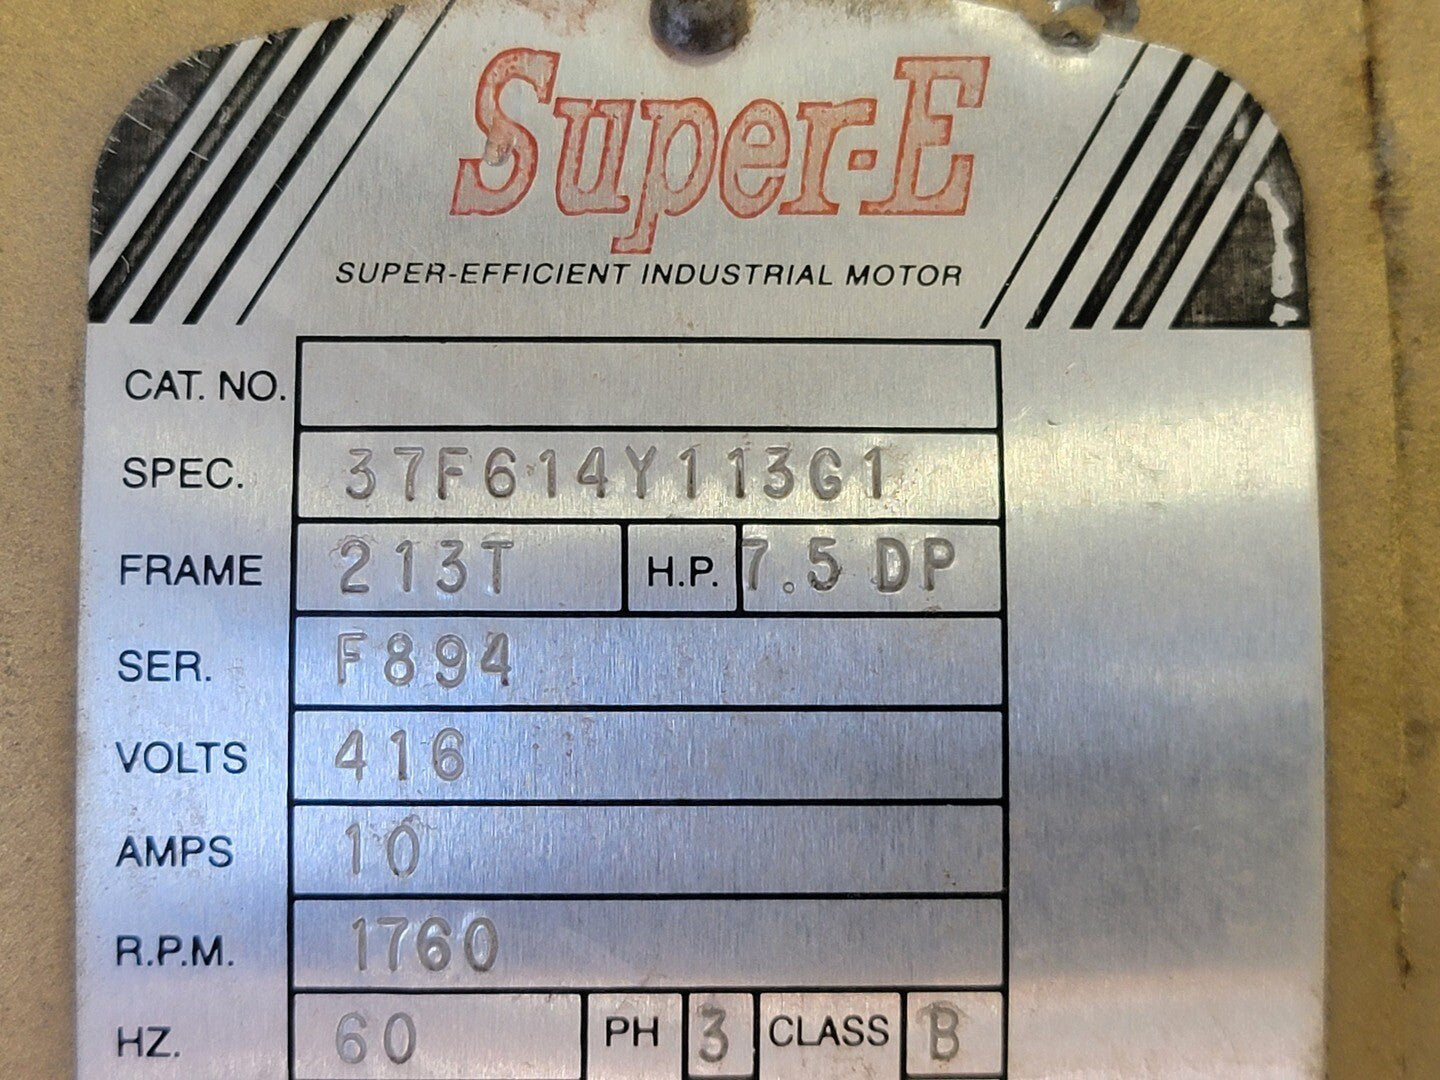 Super-E
SUPER-EFFICIENT INDUSTRIAL MOTOR
CAT. NO.
SPEC. 37F614Y113G1
FRAME 213T H.P. 7.5 DP
SER. F894
VOLTS 416
AMPS 10
R.P.M. 1760
HZ. 60 PH 3 CLASS B